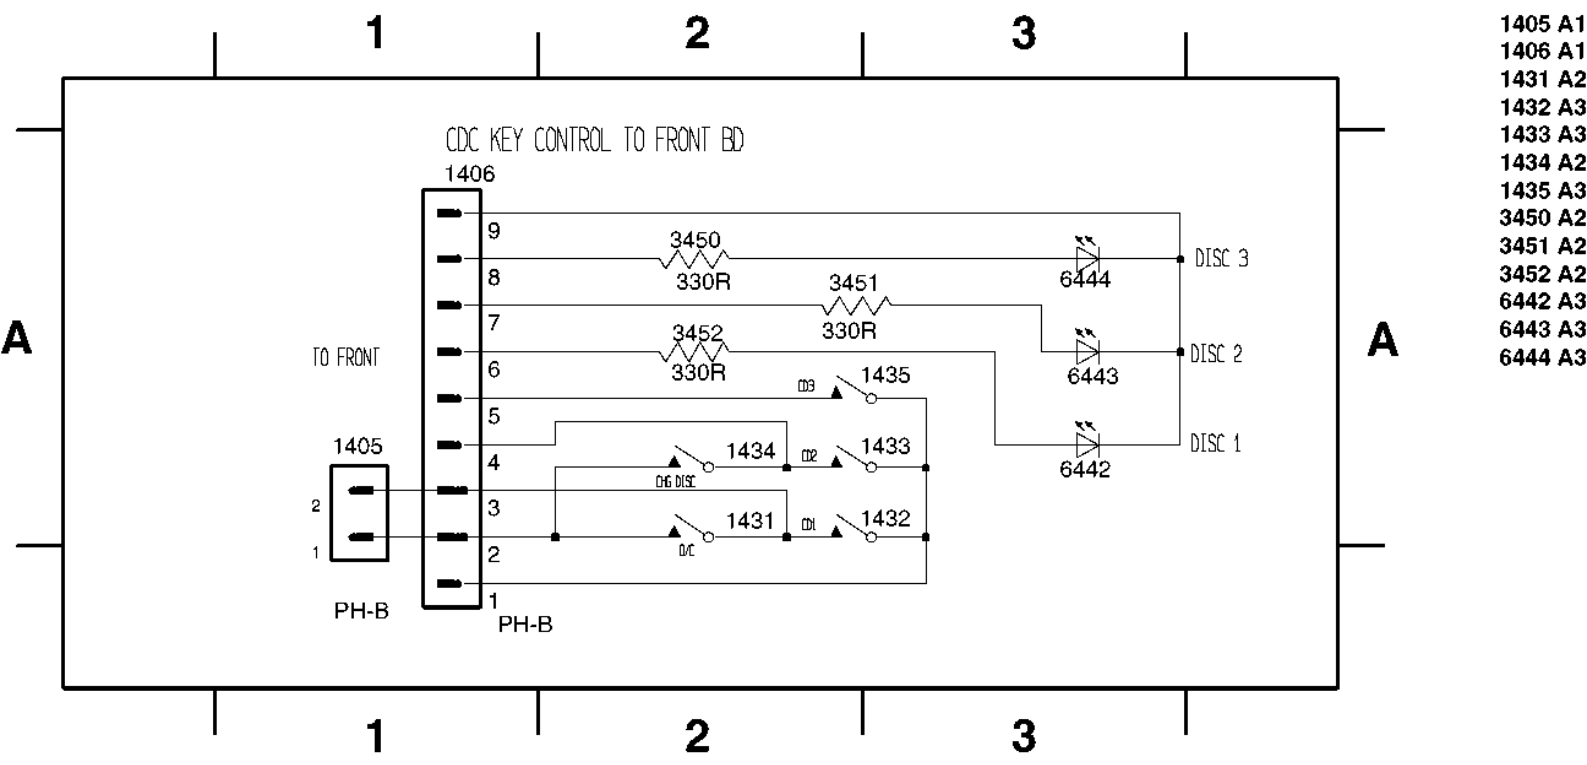 1 2 3
1405 A1
1406 A1
1431 A2
1432 A3
1433 A3
1434 A2
1435 A3
3450 A2
3451 A2
3452 A2
6442 A3
6443 A3
6444 A3
CDC KEY CONTROL TO FRONT BD
1406
9
3450
DISC 3
8
330R
3451
6444
7
3452
330R
A
TO FRONT
DISC 2
A
6
330R
6443
CD3
1435
5
1405
1434
CD2
1433
DISC 1
4
6442
CHG DISC
2
3
1431
CD1
1432
1
2
O/C
1
PH-B
PH-B
1 2 3